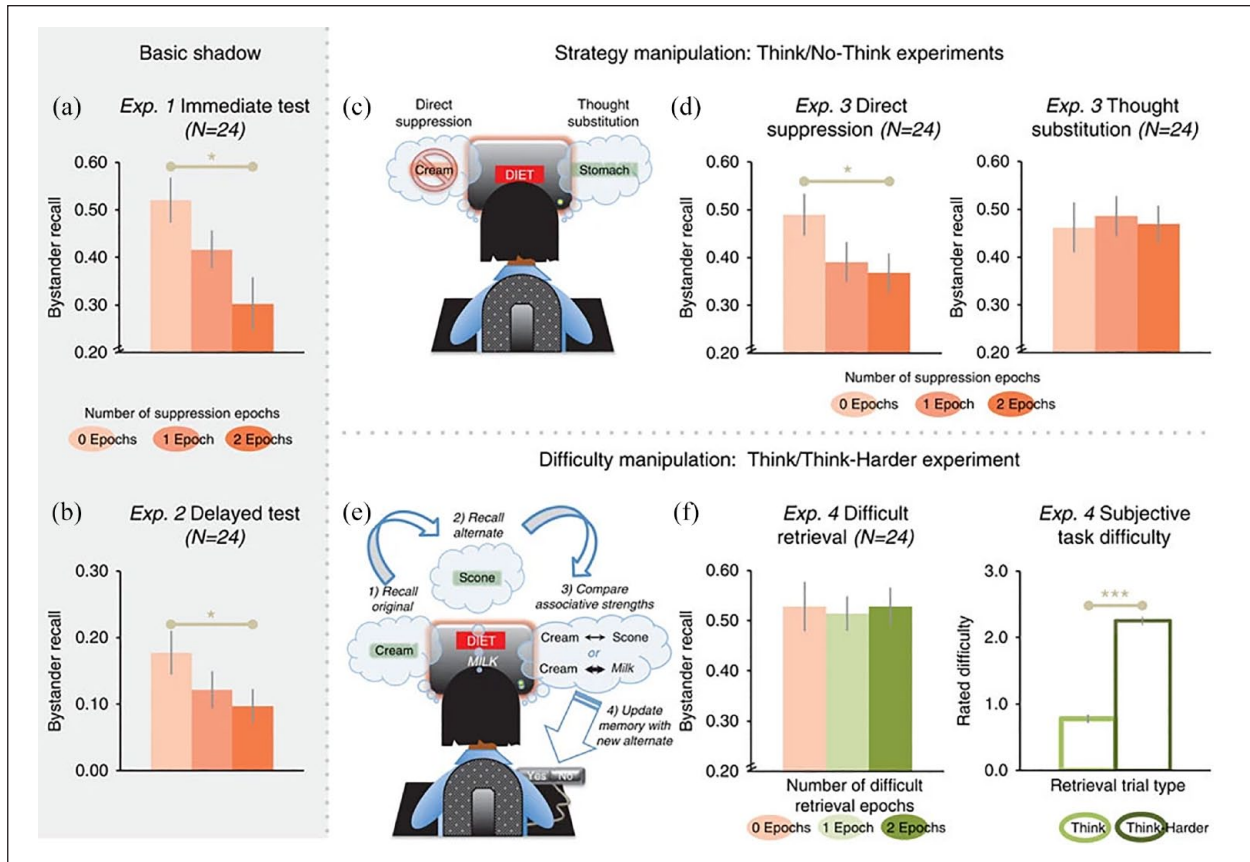 Basic shadow
(a)
Exp. 1 Immediate test
(N=24)
Bystander recall
0.60
0.50
0.40
0.30
0.20
*
Number of suppression epochs
0 Epochs
1 Epoch
2 Epochs
(b)
Exp. 2 Delayed test
(N=24)
Bystander recall
0.30
0.20
0.10
0.00
*
Strategy manipulation: Think/No-Think experiments
(c)
Direct
suppression
Thought
substitution
Cream
DIET
Stomach
(d)
Exp. 3 Direct
suppression (N=24)
Bystander recall
0.60
0.50
0.40
0.30
0.20
*
Exp. 3 Thought
substitution (N=24)
Bystander recall
0.60
0.50
0.40
0.30
0.20
Number of suppression epochs
0 Epochs
1 Epoch
2 Epochs
Difficulty manipulation: Think/Think-Harder experiment
(e)
2) Recall
alternate
Scone
1) Recall
original
Cream
3) Compare
associative strengths
DIET
MILK
Cream ↔ Scone
or
Cream ↔ Milk
4) Update
memory with
new alternate
Yes No
(f)
Exp. 4 Difficult
retrieval (N=24)
Bystander recall
0.60
0.50
0.50
0.30
0.20
Number of difficult
retrieval epochs
0 Epochs
1 Epoch
2 Epochs
Exp. 4 Subjective
task difficulty
Rated difficulty
3.0
2.0
1.0
0.0
***
Retrieval trial type
Think
Think-Harder